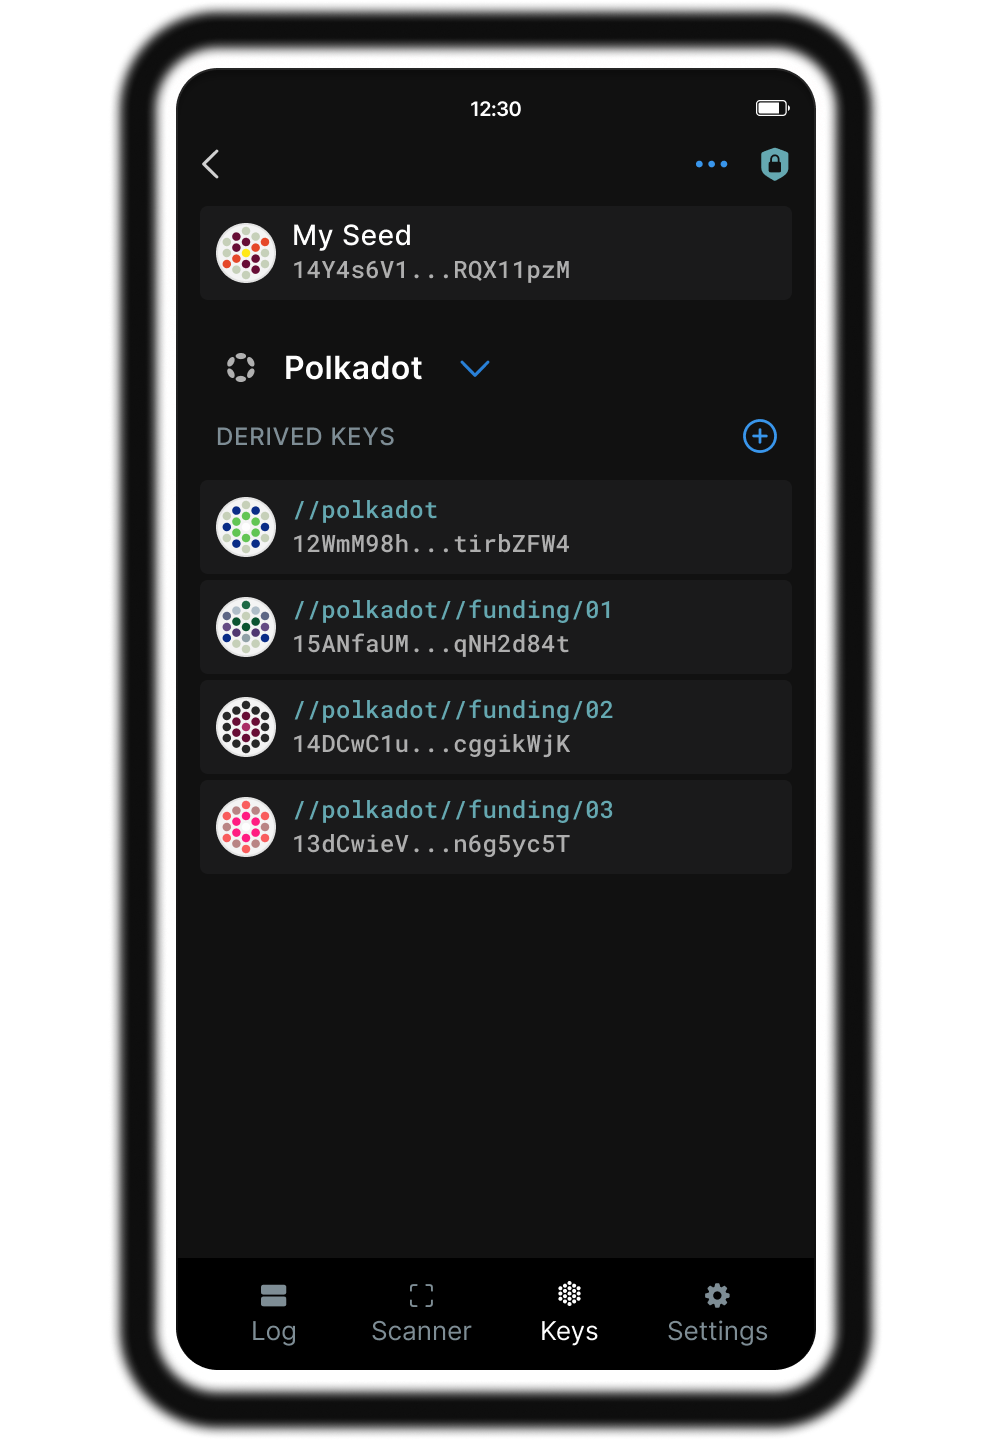 12:30
My Seed
14Y4s6V1...RQX11pzM
Polkadot
DERIVED KEYS
//polkadot
12WmM98h...tirbZFW4
//polkadot//funding/01
15ANfaUM...qNH2d84t
//polkadot//funding/02
14DCwC1u...cggikWjK
//polkadot//funding/03
13dCwieV...n6g5yc5T
Log Scanner Keys Settings